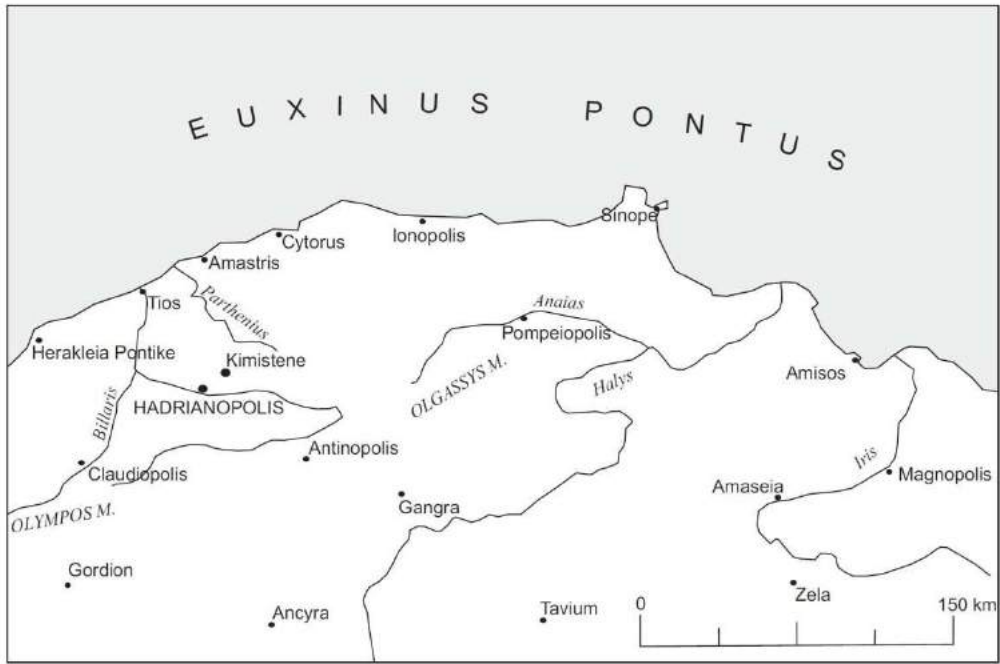 EUXINUS PONTUS
Sinope
Ionopolis
Cytorus
Amastris
Tios
Parthenius
Anaias
Pompeiopolis
Herakleia Pontike
Kimistene
OLGASSYS M.
Halys
Amisos
HADRIANOPOLIS
Billaris
Antinopolis
Claudiopolis
Iris
Magnopolis
Amaseia
Gangra
OLYMPOS M.
Gordion
Zela
Ancyra
Tavium
0 150 km